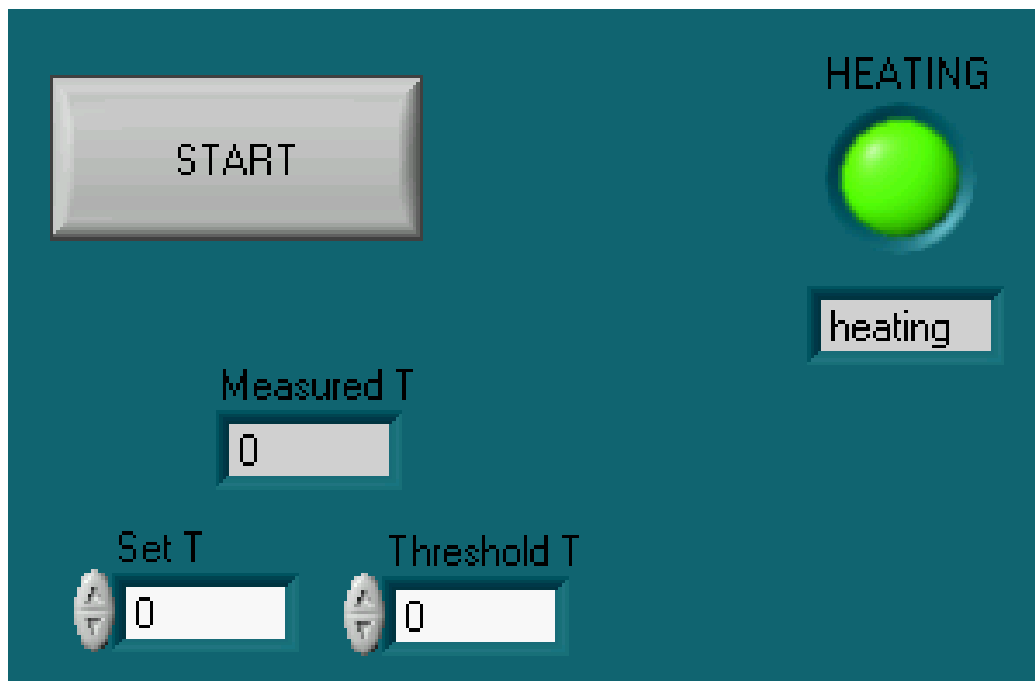 HEATING
START
heating
Measured T
0
Set T
Threshold T
0
0